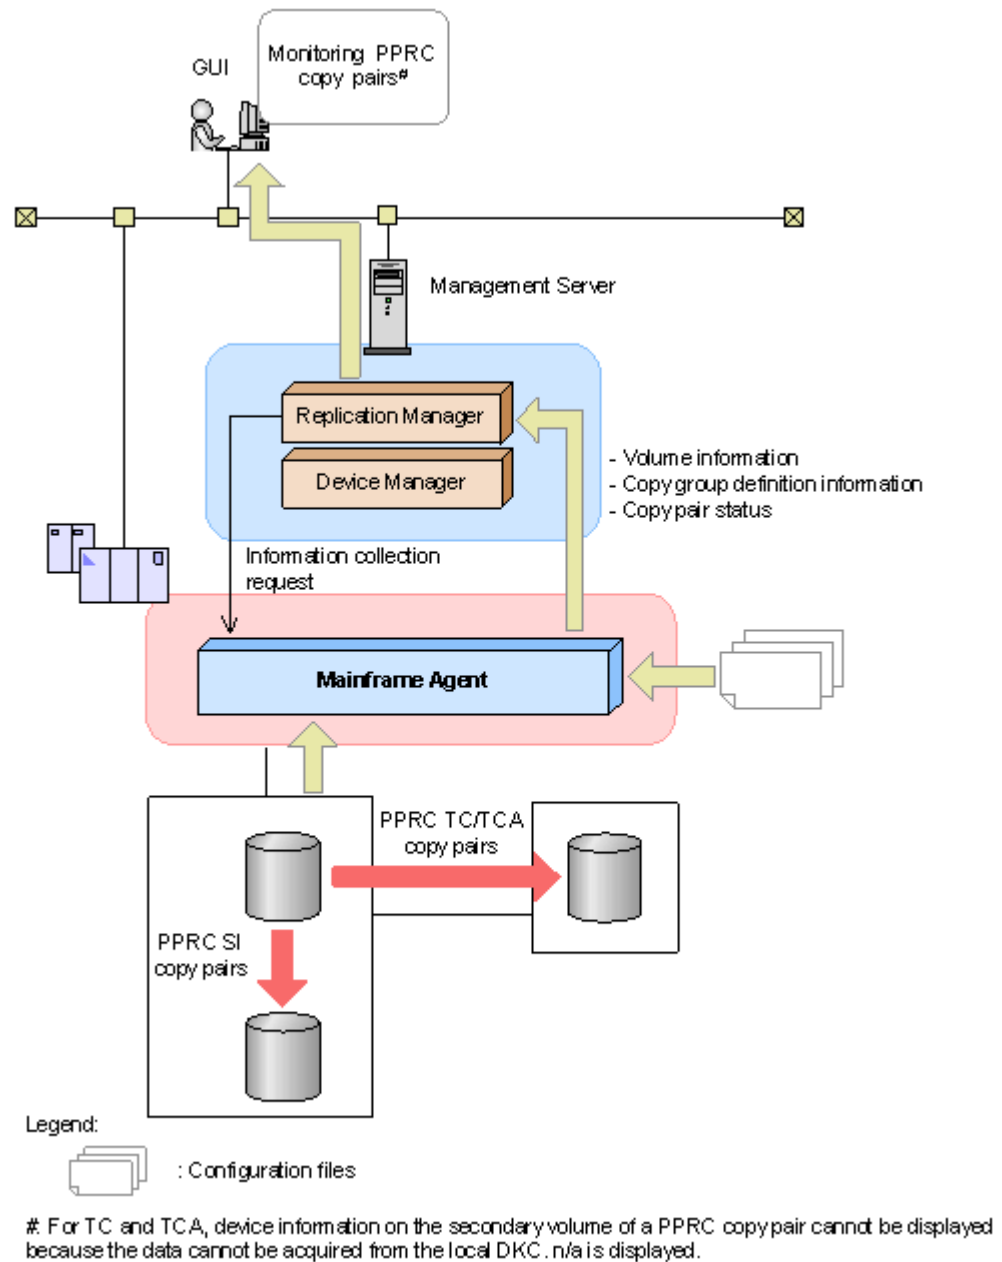 Monitoring PPRC
copy pairs#
GUI
Management Server
Replication Manager
Device Manager
- Volume information
- Copy group definition information
- Copy pair status
Information collection
request
Mainframe Agent
PPRC TC/TCA
copy pairs
PPRC SI
copy pairs
Legend:
: Configuration files
#: For TC and TCA, device information on the secondary volume of a PPRC copy pair cannot be displayed
because the data cannot be acquired from the local DKC. n/a is displayed.